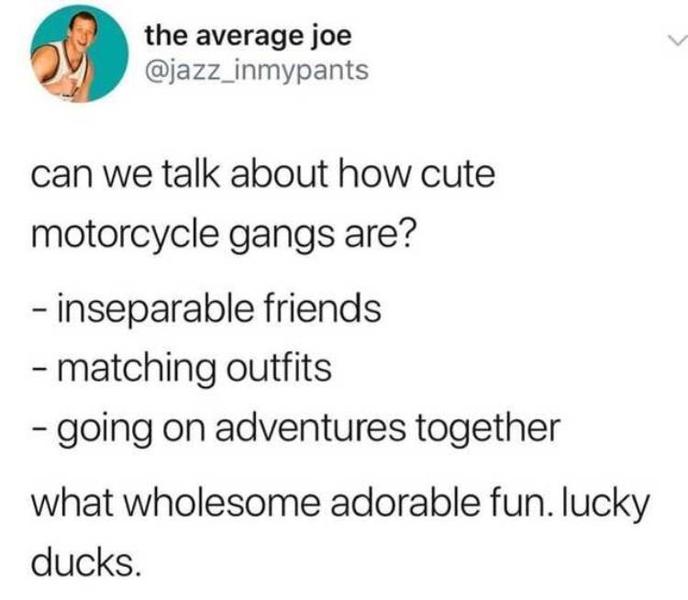 the average joe
@jazz_inmypants
can we talk about how cute
motorcycle gangs are?
- inseparable friends
- matching outfits
- going on adventures together
what wholesome adorable fun. lucky
ducks.